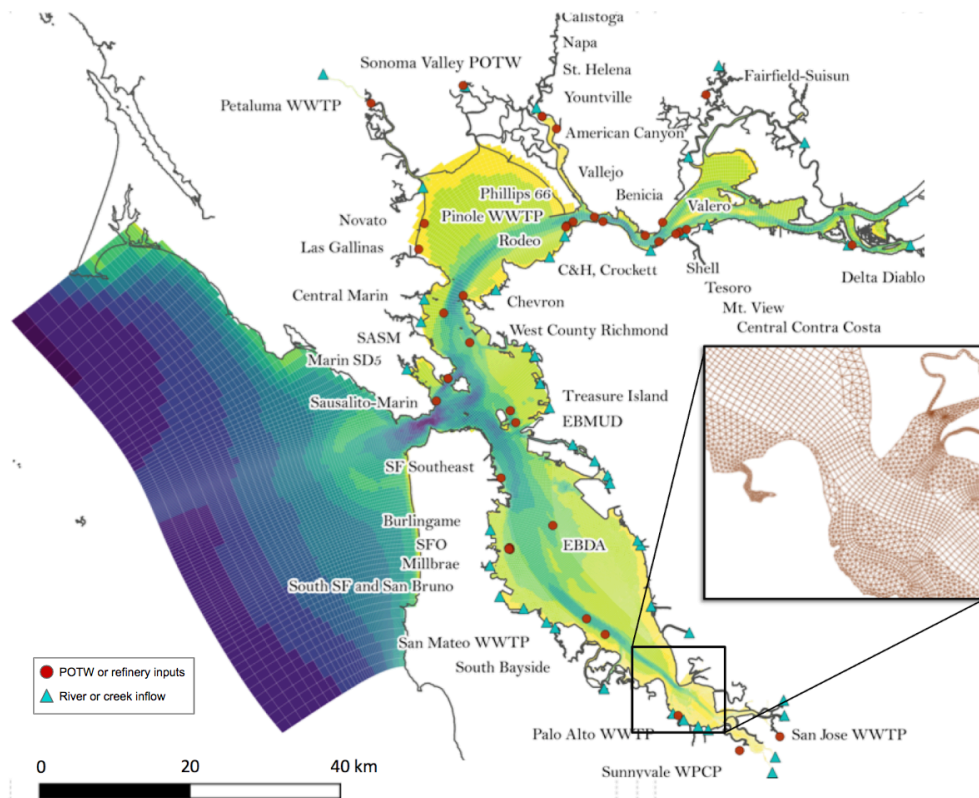 Calistoga
Napa
Sonoma Valley POTW
St. Helena
Fairfield-Suisun
Petaluma WWTP
Yountville
American Canyon
Vallejo
Phillips 66
Benicia
Valero
Novato
Pinole WWTP
Rodeo
Las Gallinas
C&H, Crockett
Shell
Delta Diablo
Tesoro
Central Marin
Chevron
Mt. View
SASM
West County Richmond
Central Contra Costa
Marin SD5
Treasure Island
Sausalito-Marin
EBMUD
SF Southeast
Burlingame
SFO
EBDA
Millbrae
South SF and San Bruno
San Mateo WWTP
South Bayside
POTW or refinery inputs
River or creek inflow
Palo Alto WWTP
San Jose WWTP
Sunnyvale WPCP
0 20 40 km